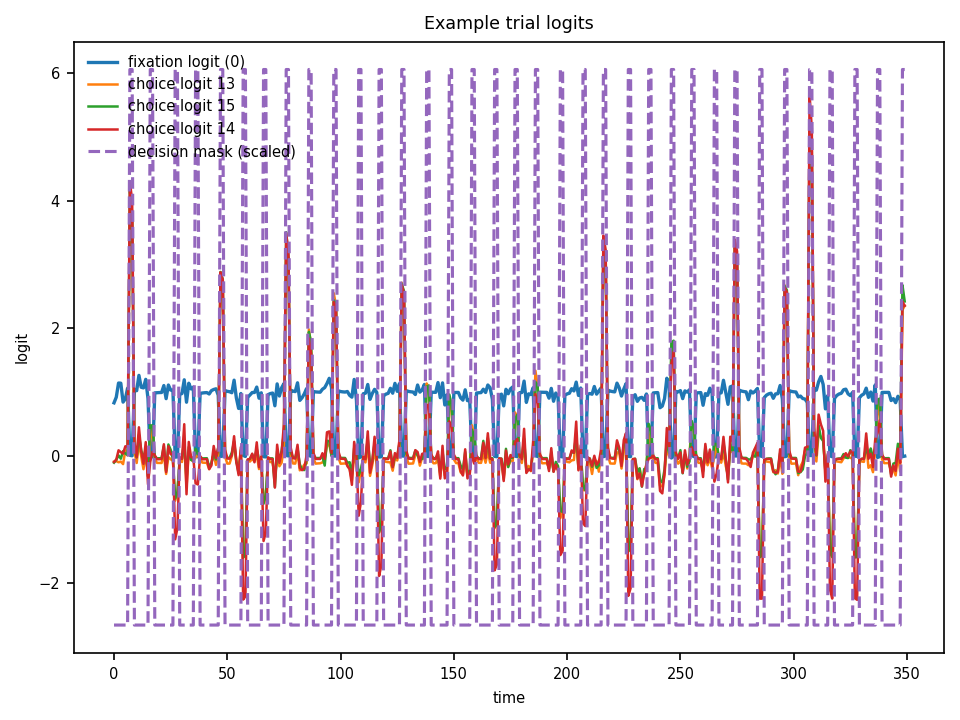 Example trial logits
fixation logit (0)
choice logit 13
choice logit 15
choice logit 14
decision mask (scaled)
6
4
2
0
−2
logit
0 50 100 150 200 250 300 350
time